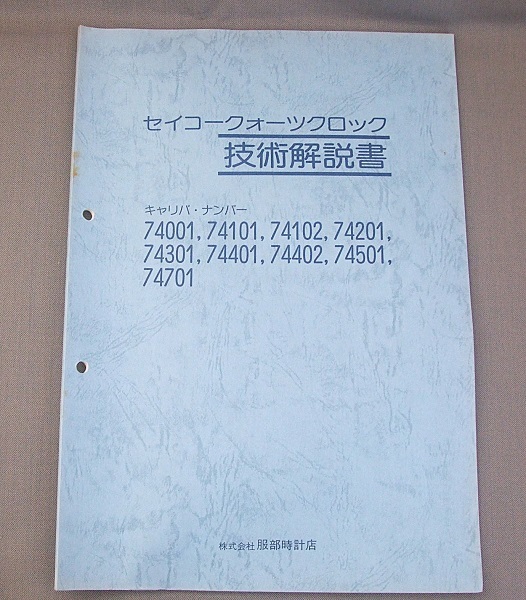 セイコークォーツクロック
技術解説書
キャリバ・ナンバー
74001, 74101, 74102, 74201,
74301, 74401, 74402, 74501,
74701
株式会社 服部時計店